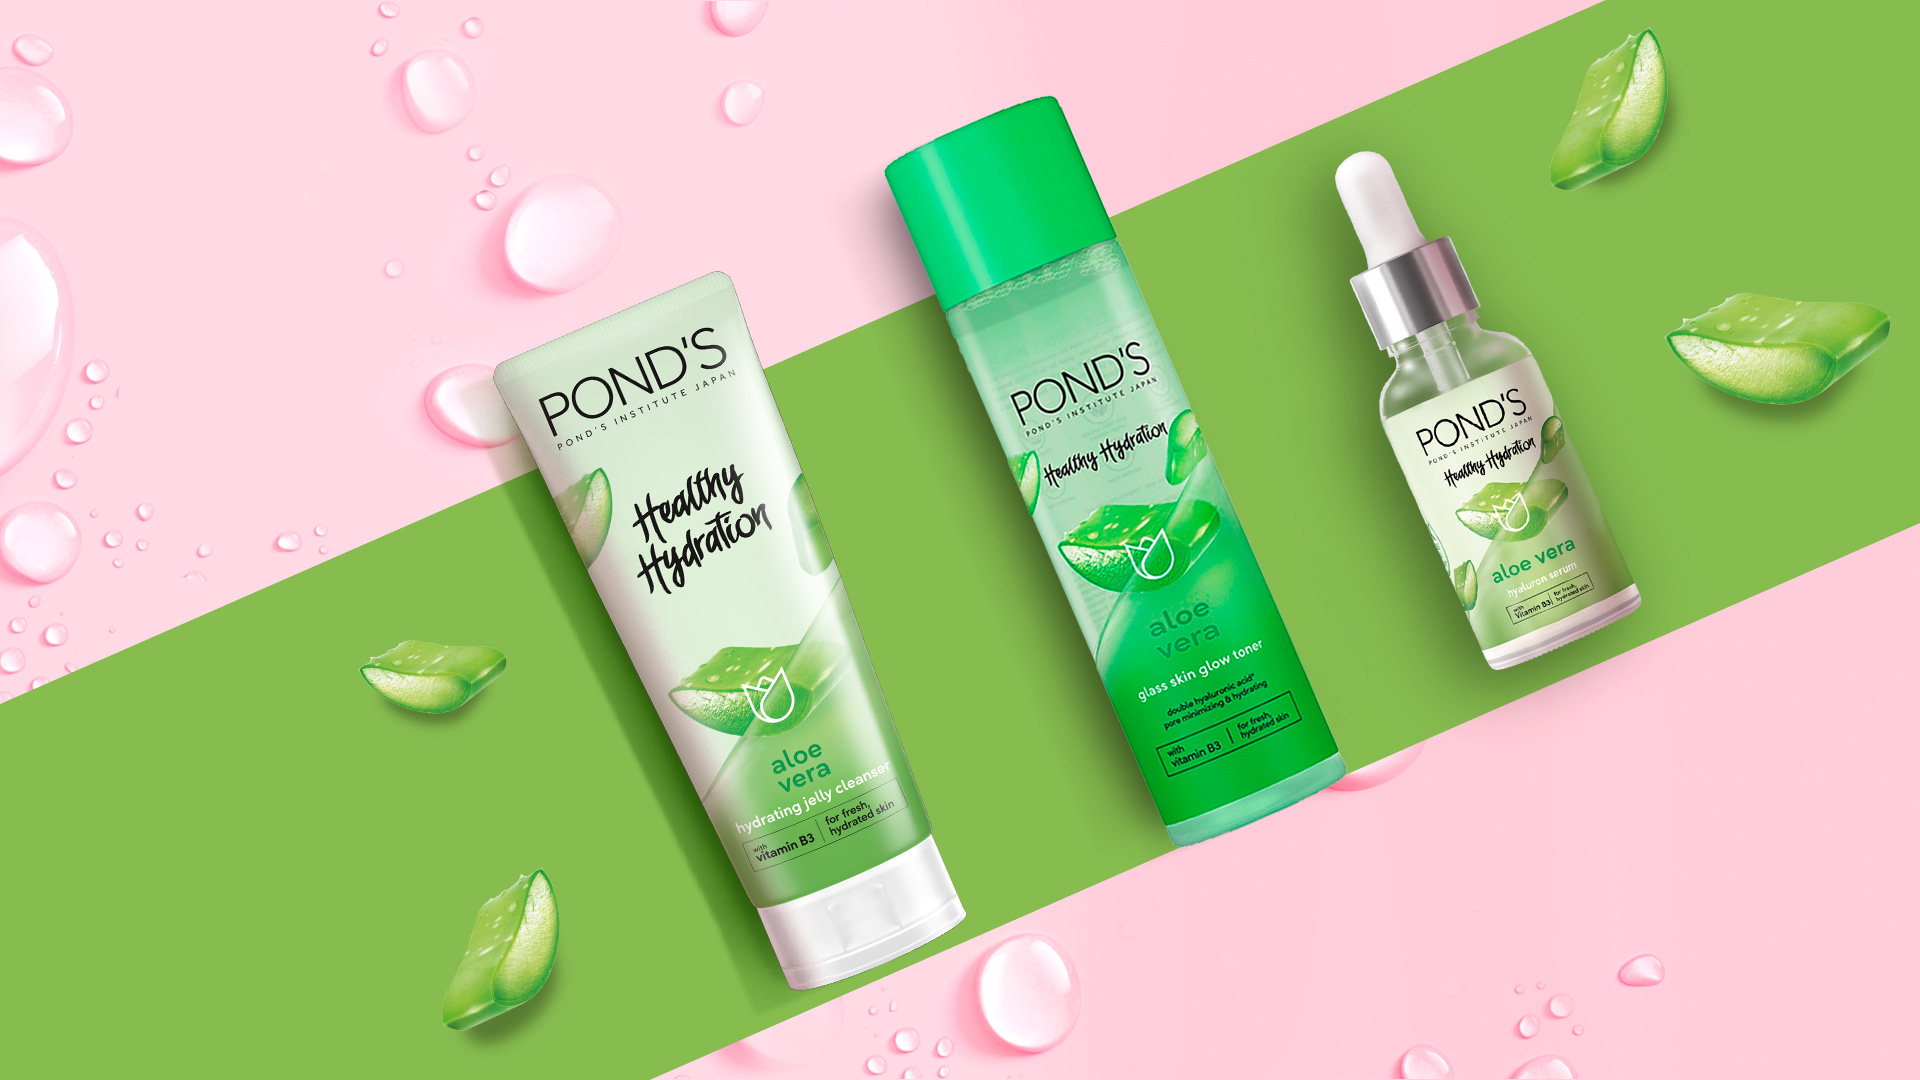 POND'S
POND'S INSTITUTE JAPAN
Healthy
Hydration
aloe
vera
hydrating jelly cleanser
with
vitamin B3
for fresh,
hydrated skin
POND'S
POND'S INSTITUTE JAPAN
Healthy Hydration
aloe
vera
glass skin glow toner
double hyaluronic acid*
pore minimizing & hydrating
with
vitamin B3
for fresh,
hydrated skin
POND'S
POND'S INSTITUTE JAPAN
Healthy Hydration
aloe vera
hyaluron serum
with
vitamin B3
for fresh,
hydrated skin